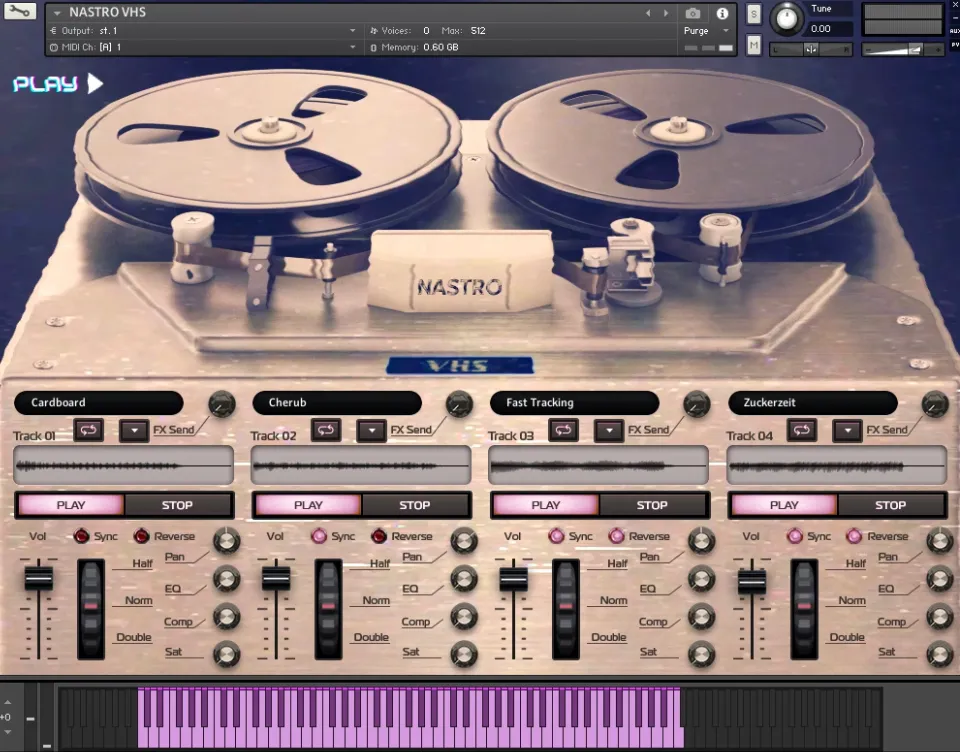 NASTRO VHS
Output: st. 1
Voices: 0 Max: 512
Purge
MIDI Ch: [A] 1
Memory: 0.60 GB
S
M
Tune
0.00
L R
- +
AUX
PV
PLAY
NASTRO
VHS
Cardboard
Cherub
Fast Tracking
Zuckerzeit
Track 01 FX Send
Track 02 FX Send
Track 03 FX Send
Track 04 FX Send
PLAY STOP
PLAY STOP
PLAY STOP
PLAY STOP
Vol Sync Reverse
Half Pan
EQ
Norm
Comp
Double
Sat
Vol Sync Reverse
Half Pan
EQ
Norm
Comp
Double
Sat
Vol Sync Reverse
Half Pan
EQ
Norm
Comp
Double
Sat
Vol Sync Reverse
Half Pan
EQ
Norm
Comp
Double
Sat
+0